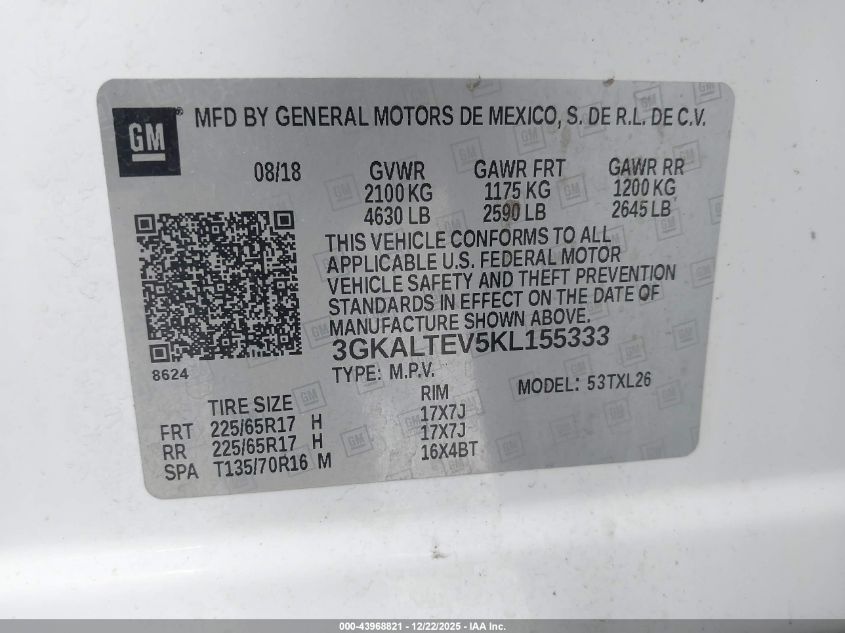 GM ® MFD BY GENERAL MOTORS DE MEXICO, S. DE R.L. DE C.V.
08/18 GVWR GAWR FRT GAWR RR
2100 KG 1175 KG 1200 KG
4630 LB 2590 LB 2645 LB
THIS VEHICLE CONFORMS TO ALL
APPLICABLE U.S. FEDERAL MOTOR
VEHICLE SAFETY AND THEFT PREVENTION
STANDARDS IN EFFECT ON THE DATE OF
MANUFACTURE SHOWN ABOVE.
3GKALTEV5KL155333
8624
TYPE: M.P.V. MODEL: 53TXL26
TIRE SIZE RIM
FRT 225/65R17 H 17X7J
RR 225/65R17 H 17X7J
SPA T135/70R16 M 16X4BT
000-43968821 - 12/22/2025 - IAA Inc.